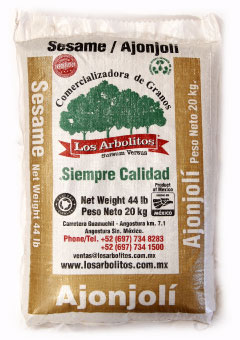 Sesame / Ajonjolí
Comercializadora de Granos
Los Arbolitos
Siempre Calidad
Net Weight 44 lb
Peso Neto 20 kg
Product
of Mexico
MÉXICO
Carretera Guamuchil - Angostura km. 7.1
Angostura Sin. México.
Phone/Tel. +52 (697) 734 8283
+52 (697) 734 1500
ventas@losarbolitos.com.mx
www.losarbolitos.com.mx
Ajonjolí
Sesame
Net Weight 44 lb
Ajonjolí
Peso Neto 20 kg.